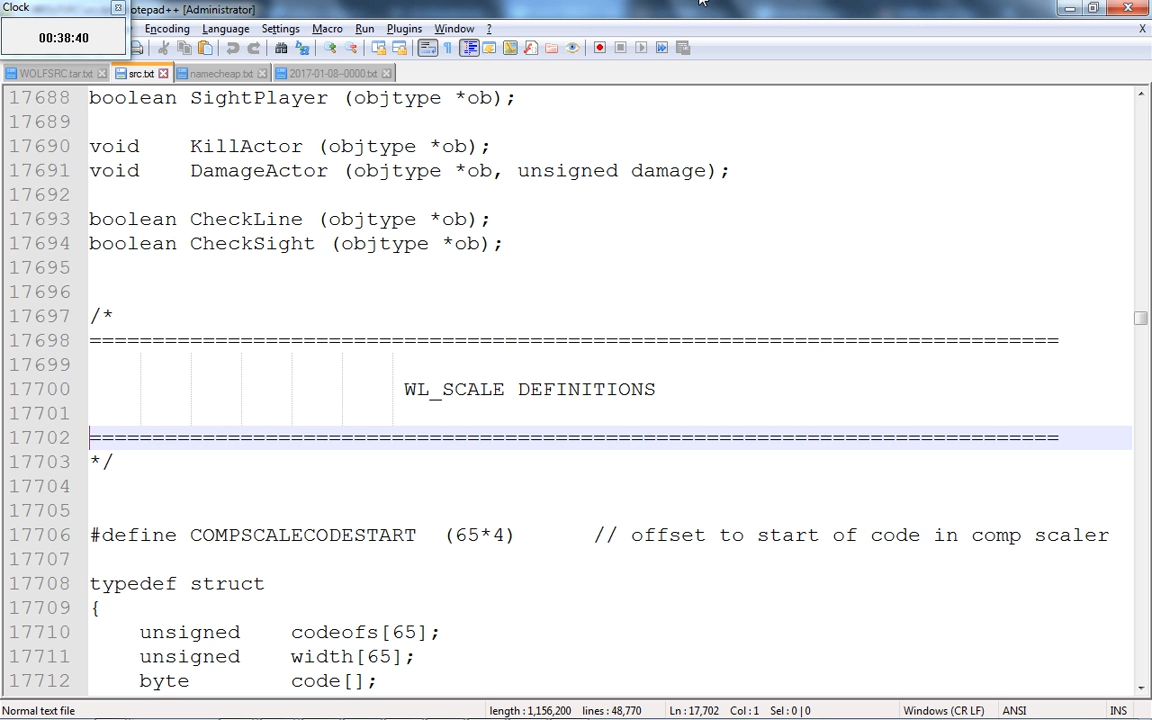 Clock
otepad++ [Administrator]
00:38:40
Encoding Language Settings Macro Run Plugins Window ? X
WOLFSRC.tar.txt src.txt namecheap.txt 2017-01-08--0000.txt
17688 boolean SightPlayer (objtype *ob);
17689
17690 void KillActor (objtype *ob);
17691 void DamageActor (objtype *ob, unsigned damage);
17692
17693 boolean CheckLine (objtype *ob);
17694 boolean CheckSight (objtype *ob);
17695
17696
17697 /*
17698 =============================================================================
17699
17700 WL_SCALE DEFINITIONS
17701
17702 =============================================================================
17703 */
17704
17705
17706 #define COMPSCALECODESTART (65*4) // offset to start of code in comp scaler
17707
17708 typedef struct
17709 {
17710 unsigned codeofs[65];
17711 unsigned width[65];
17712 byte code[];
Normal text file length : 1,156,200 lines : 48,770 Ln : 17,702 Col : 1 Sel : 0 | 0 Windows (CR LF) ANSI INS